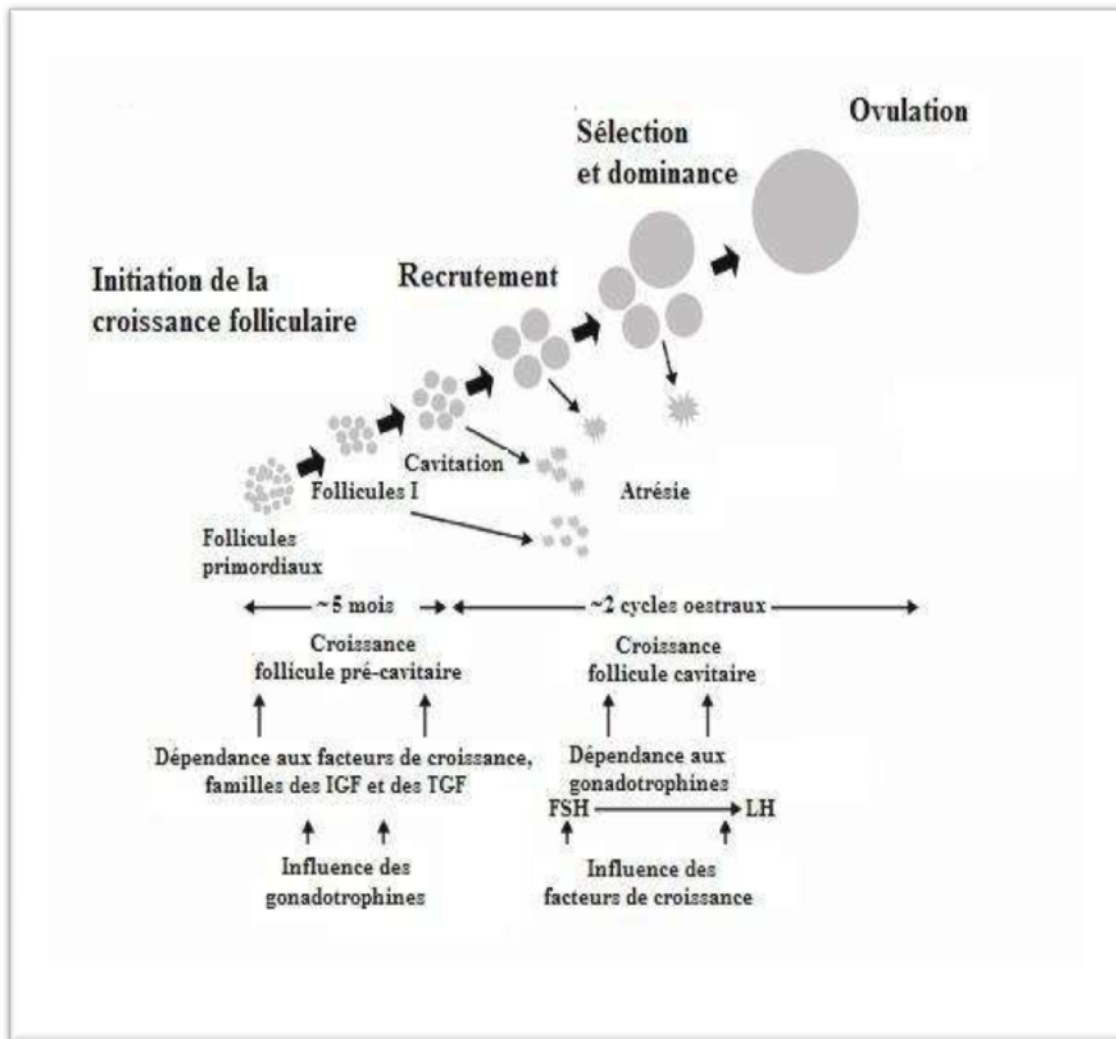 Ovulation
Sélection
et dominance
Recrutement
Initiation de la
croissance folliculaire
Cavitation
Follicules I
Atrésie
Follicules
primordiaux
~5 mois
~2 cycles oestraux
Croissance
follicule pré-cavitaire
Croissance
follicule cavitaire
Dépendance aux facteurs de croissance,
familles des IGF et des TGF
Dépendance aux
gonadotrophines
FSH
LH
Influence des
gonadotrophines
Influence des
facteurs de croissance